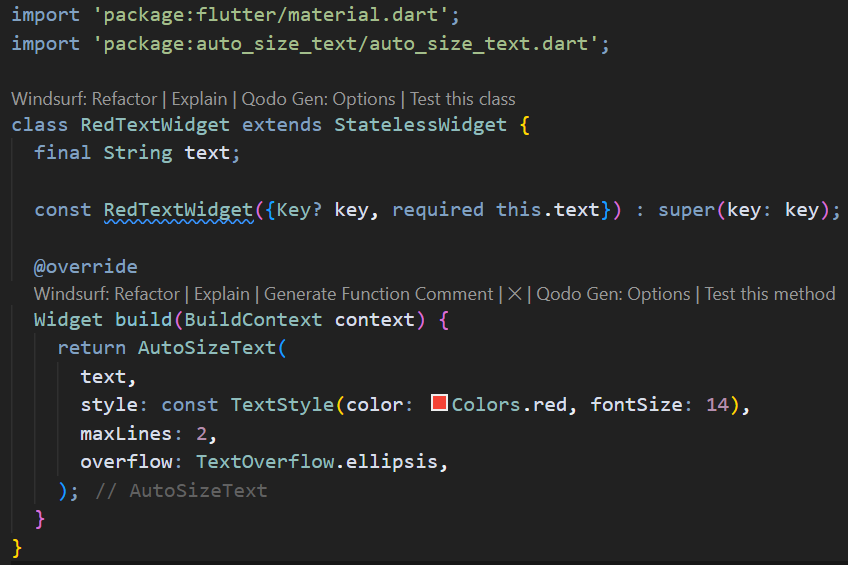 import 'package:flutter/material.dart';
import 'package:auto_size_text/auto_size_text.dart';
Windsurf: Refactor | Explain | Qodo Gen: Options | Test this class
class RedTextWidget extends StatelessWidget {
final String text;
const RedTextWidget({Key? key, required this.text}) : super(key: key);
@override
Windsurf: Refactor | Explain | Generate Function Comment | × | Qodo Gen: Options | Test this method
Widget build(BuildContext context) {
return AutoSizeText(
text,
style: const TextStyle(color: Colors.red, fontSize: 14),
maxLines: 2,
overflow: TextOverflow.ellipsis,
); // AutoSizeText
}
}